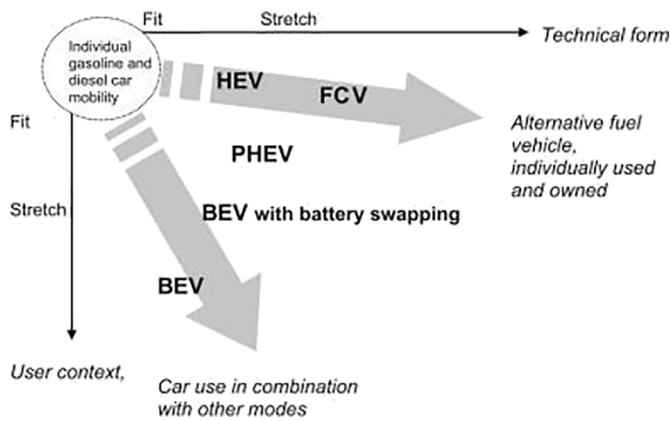 Fit
Stretch
Technical form
Individual
gasoline and
diesel car
mobility
HEV
FCV
Fit
Alternative fuel
vehicle,
individually used
and owned
PHEV
Stretch
BEV with battery swapping
BEV
User context,
Car use in combination
with other modes